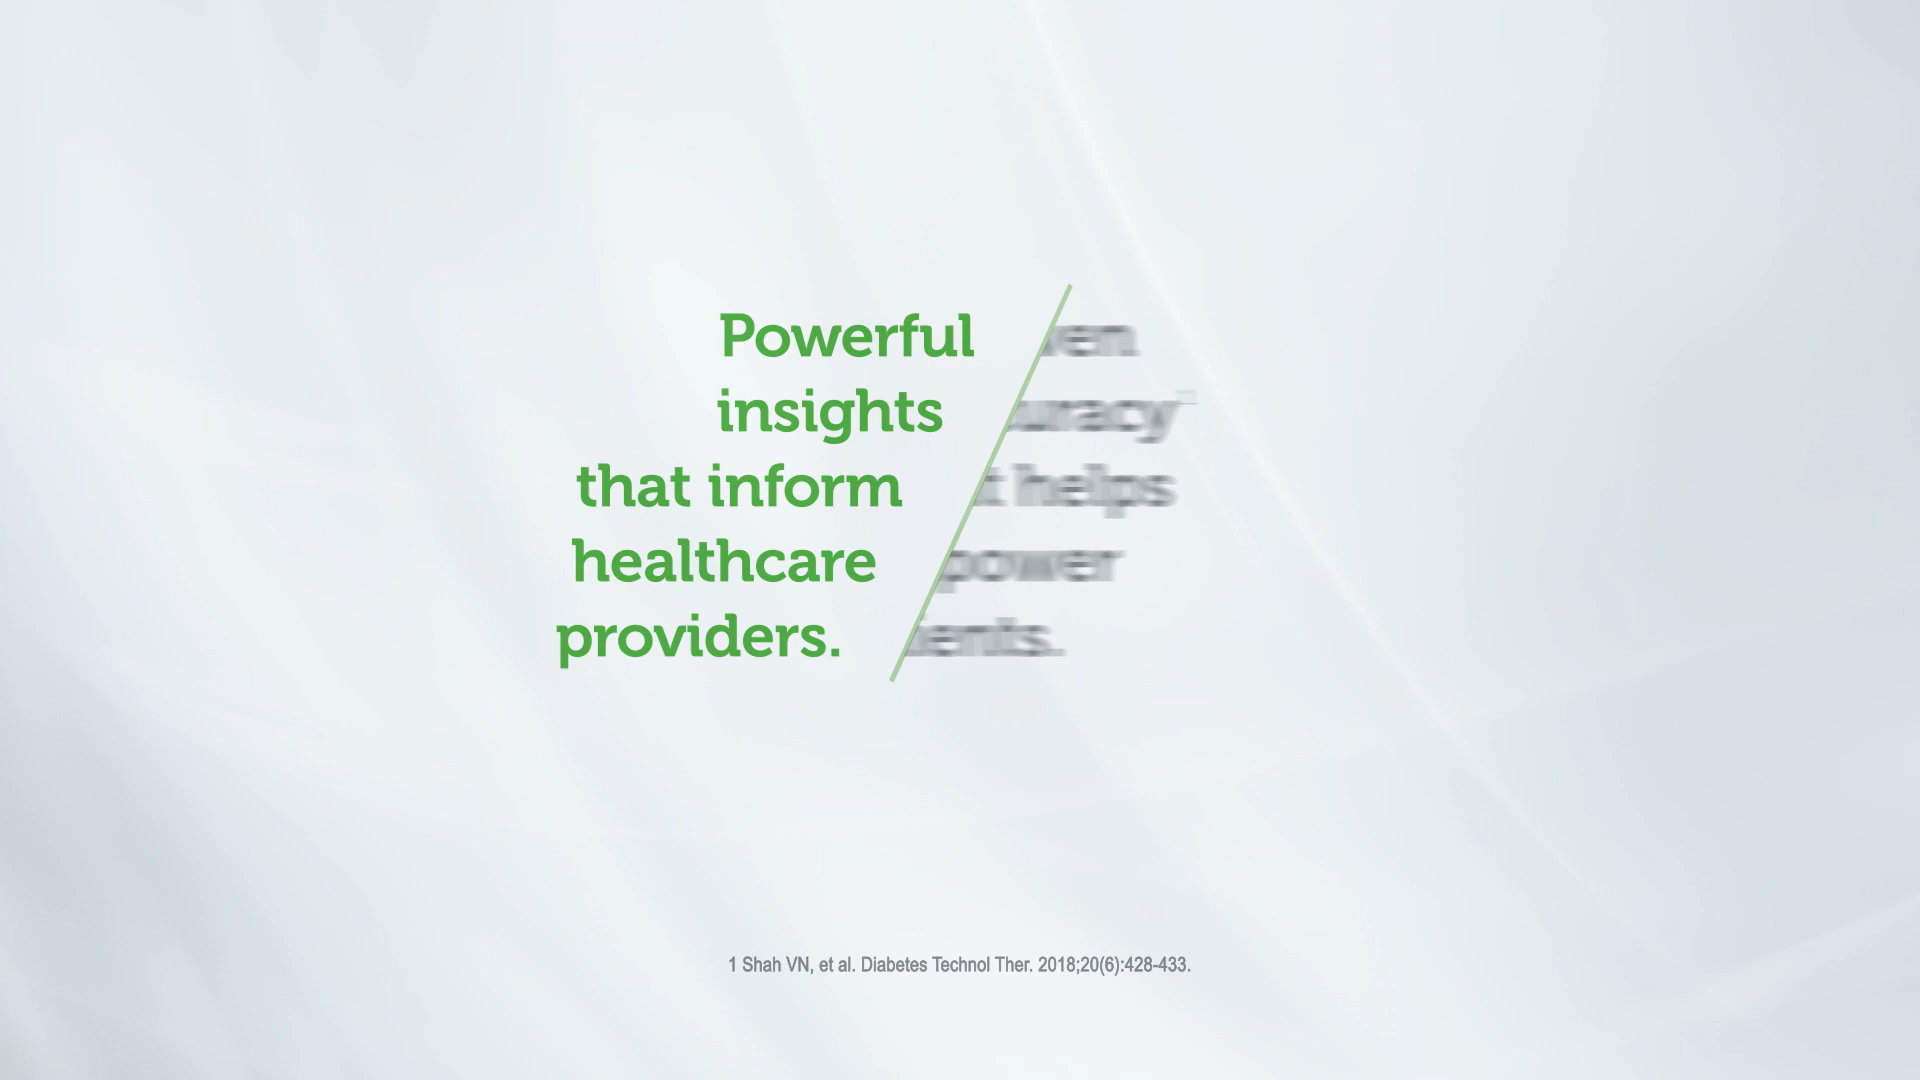 Powerful
insights
that inform
healthcare
providers.
helps
1 Shah VN, et al. Diabetes Technol Ther. 2018;20(6):428-433.